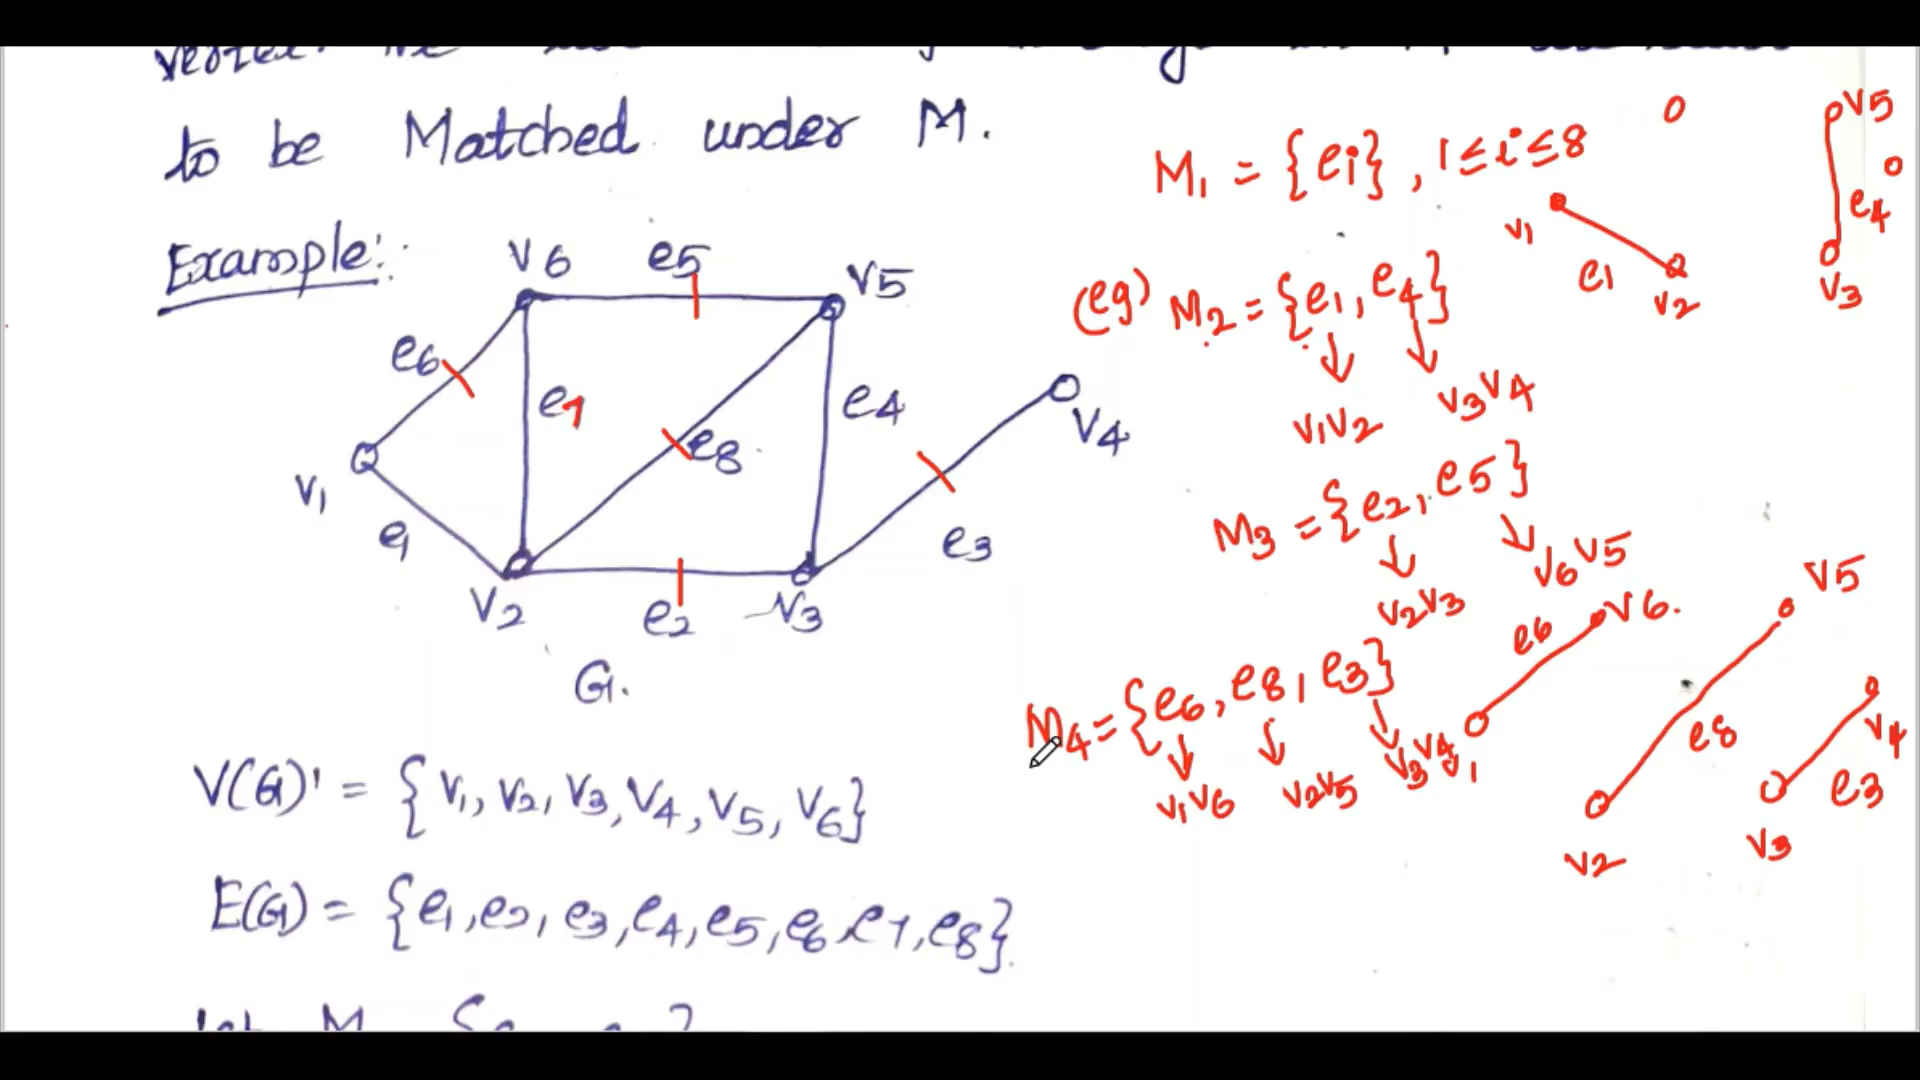 to be Matched under M.
Example:
v6 e5 v5
e6 e7 e8 e4 v4
v1 e1 v2 e2 v3 e3
G.
V(G) = {v1, v2, v3, v4, v5, v6}
E(G) = {e1, e2, e3, e4, e5, e6, e7, e8}
M1 = {ei}, 1≤i≤8
v1 e1 v2
v5 e4 v3
(eg) M2 = {e1, e4}
v1v2 v3v4
M3 = {e2, e5}
v2v3 v6v5
M4 = {e6, e8, e3}
v1v6 v2v5 v3v4
v6. e6 v1
v5 e8 v2
v4 e3 v3